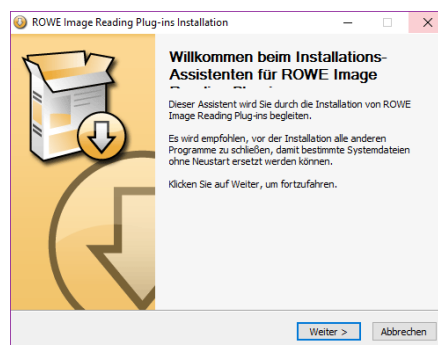 ROWE Image Reading Plug-ins Installation
Willkommen beim Installations-
Assistenten für ROWE Image
Dieser Assistent wird Sie durch die Installation von ROWE
Image Reading Plug-ins begleiten.
Es wird empfohlen, vor der Installation alle anderen
Programme zu schließen, damit bestimmte Systemdateien
ohne Neustart ersetzt werden können.
Klicken Sie auf Weiter, um fortzufahren.
Weiter >
Abbrechen